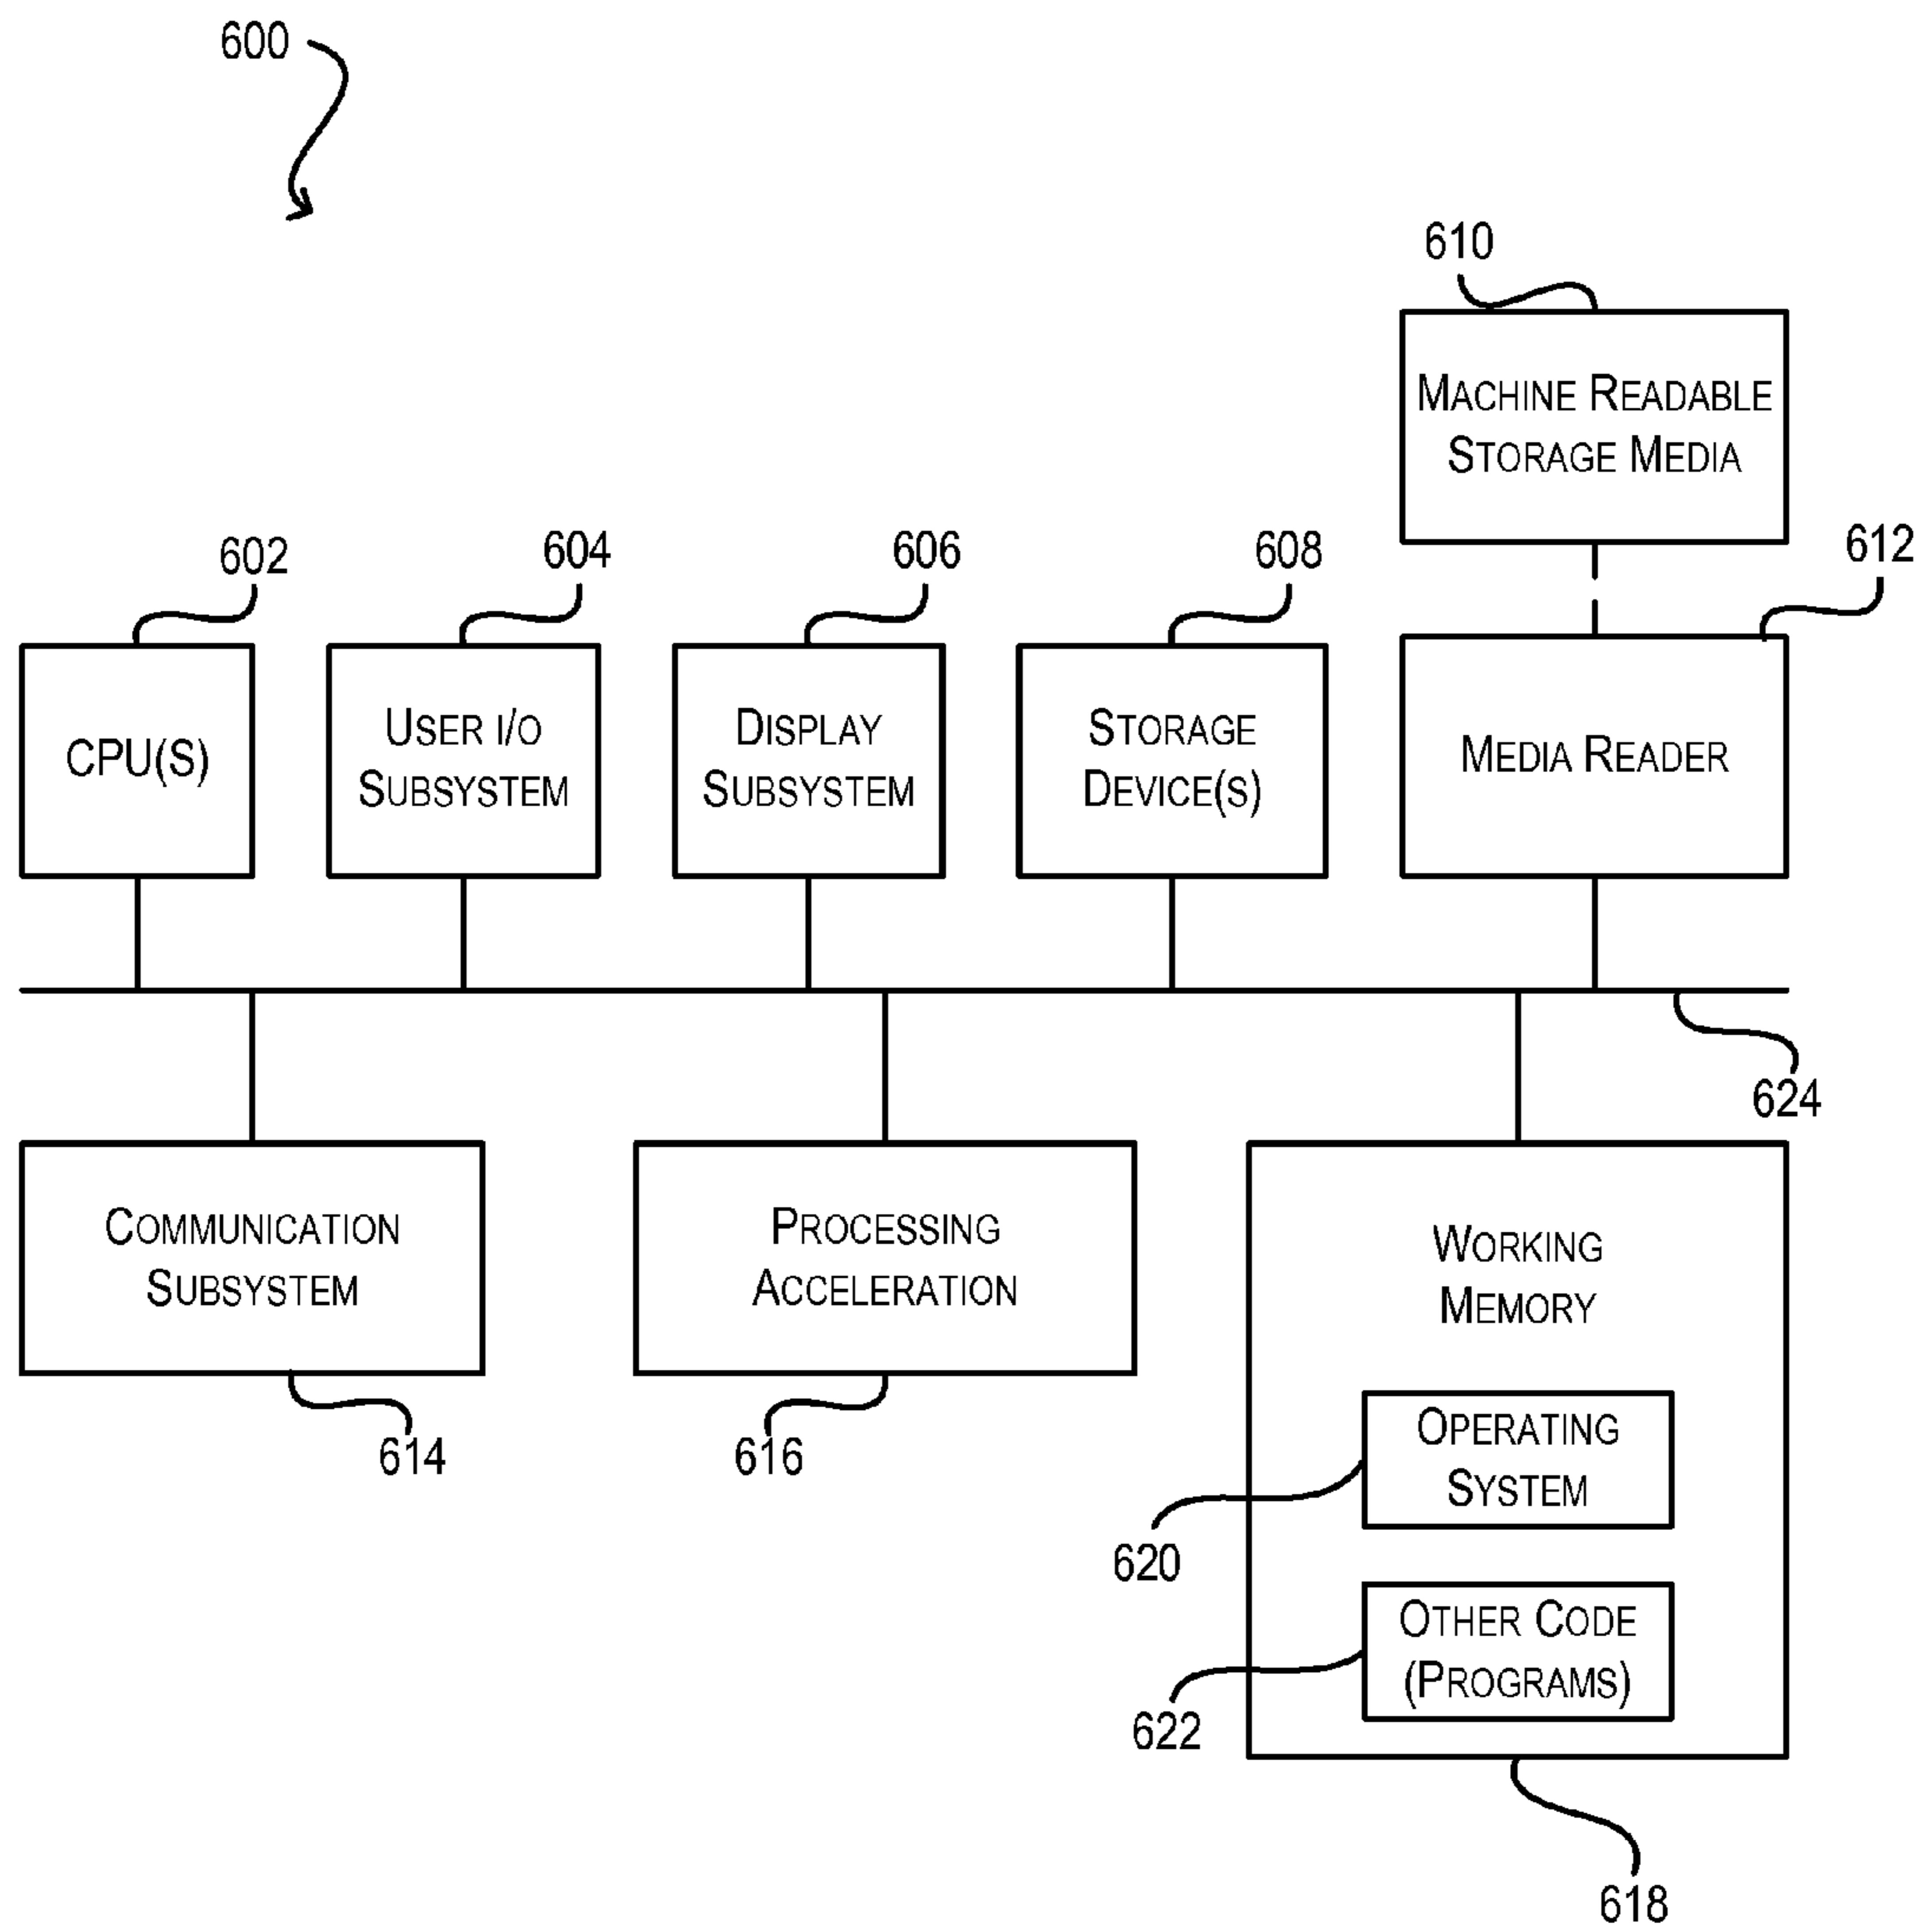 600
610
MACHINE READABLE
STORAGE MEDIA
602
604
606
608
612
CPU(S)
USER I/O
SUBSYSTEM
DISPLAY
SUBSYSTEM
STORAGE
DEVICE(S)
MEDIA READER
624
COMMUNICATION
SUBSYSTEM
PROCESSING
ACCELERATION
WORKING
MEMORY
614
616
OPERATING
SYSTEM
620
OTHER CODE
(PROGRAMS)
622
618